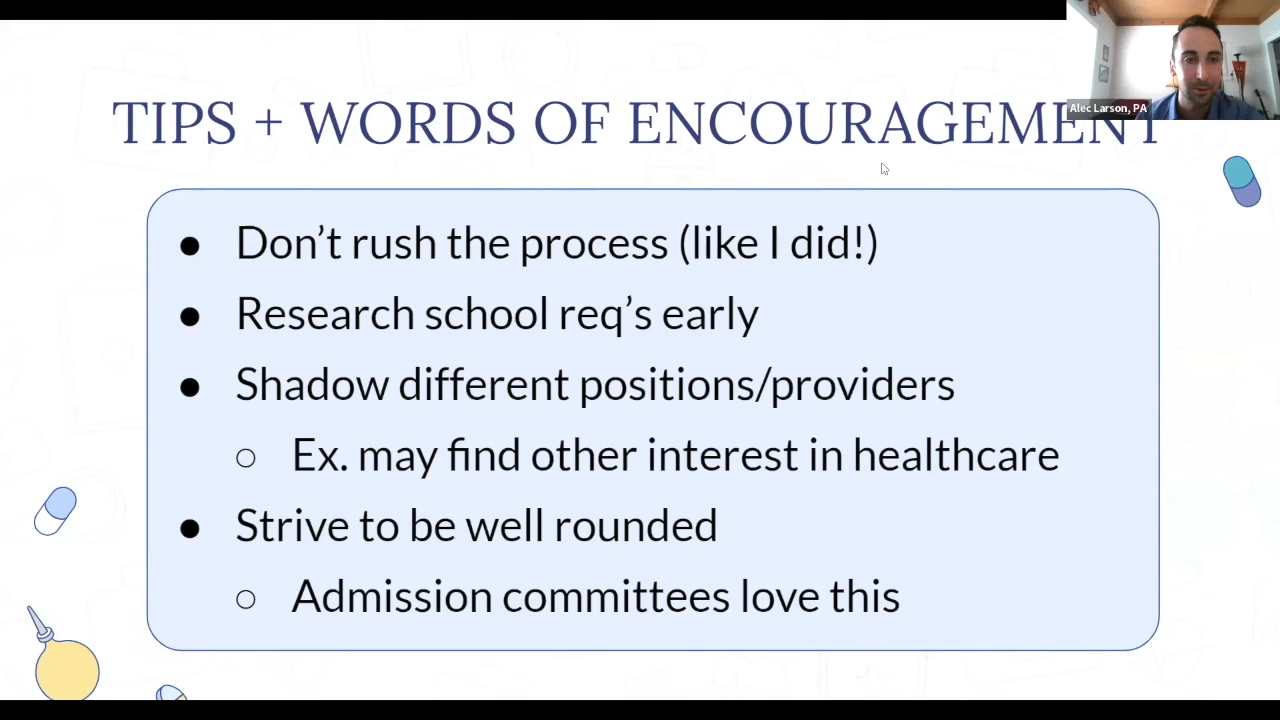 Alec Larson, PA
TIPS + WORDS OF ENCOURAGEMENT
● Don’t rush the process (like I did!)
● Research school req’s early
● Shadow different positions/providers
○ Ex. may find other interest in healthcare
● Strive to be well rounded
○ Admission committees love this